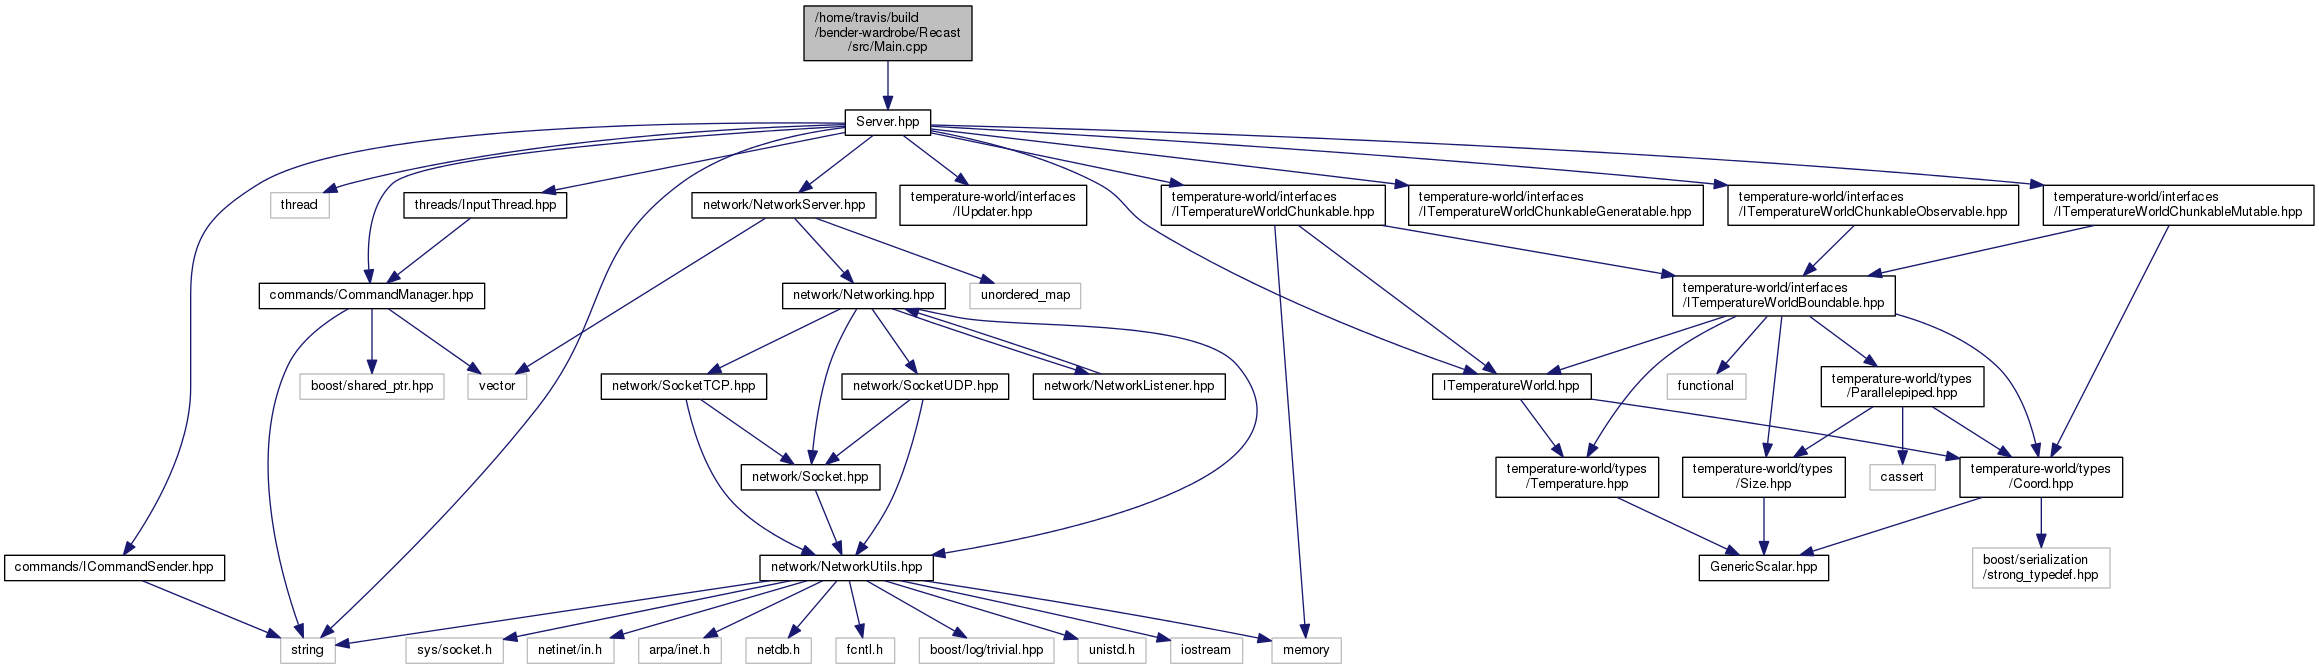 /home/travis/build
/bender-wardrobe/Recast
/src/Main.cpp
Server.hpp
thread
threads/InputThread.hpp
network/NetworkServer.hpp
temperature-world/interfaces
/IUpdater.hpp
temperature-world/interfaces
/ITemperatureWorldChunkable.hpp
temperature-world/interfaces
/ITemperatureWorldChunkableGeneratable.hpp
temperature-world/interfaces
/ITemperatureWorldChunkableObservable.hpp
temperature-world/interfaces
/ITemperatureWorldChunkableMutable.hpp
commands/CommandManager.hpp
network/Networking.hpp
unordered_map
temperature-world/interfaces
/ITemperatureWorldBoundable.hpp
boost/shared_ptr.hpp
vector
network/SocketTCP.hpp
network/SocketUDP.hpp
network/NetworkListener.hpp
ITemperatureWorld.hpp
functional
temperature-world/types
/Parallelepiped.hpp
network/Socket.hpp
temperature-world/types
/Temperature.hpp
temperature-world/types
/Size.hpp
cassert
temperature-world/types
/Coord.hpp
commands/ICommandSender.hpp
network/NetworkUtils.hpp
GenericScalar.hpp
boost/serialization
/strong_typedef.hpp
string
sys/socket.h
netinet/in.h
arpa/inet.h
netdb.h
fcntl.h
boost/log/trivial.hpp
unistd.h
iostream
memory